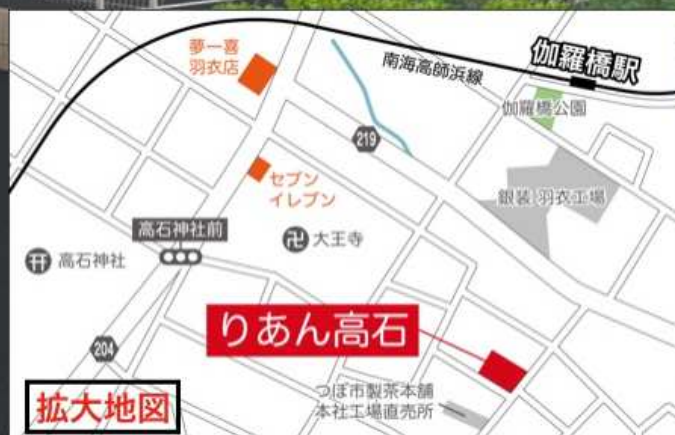 夢一喜
羽衣店
南海高師浜線
伽羅橋駅
伽羅橋公園
219
セブン
イレブン
銀装 羽衣工場
高石神社前
大王寺
高石神社
りあん高石
204
つぼ市製茶本舗
本社工場直売所
拡大地図